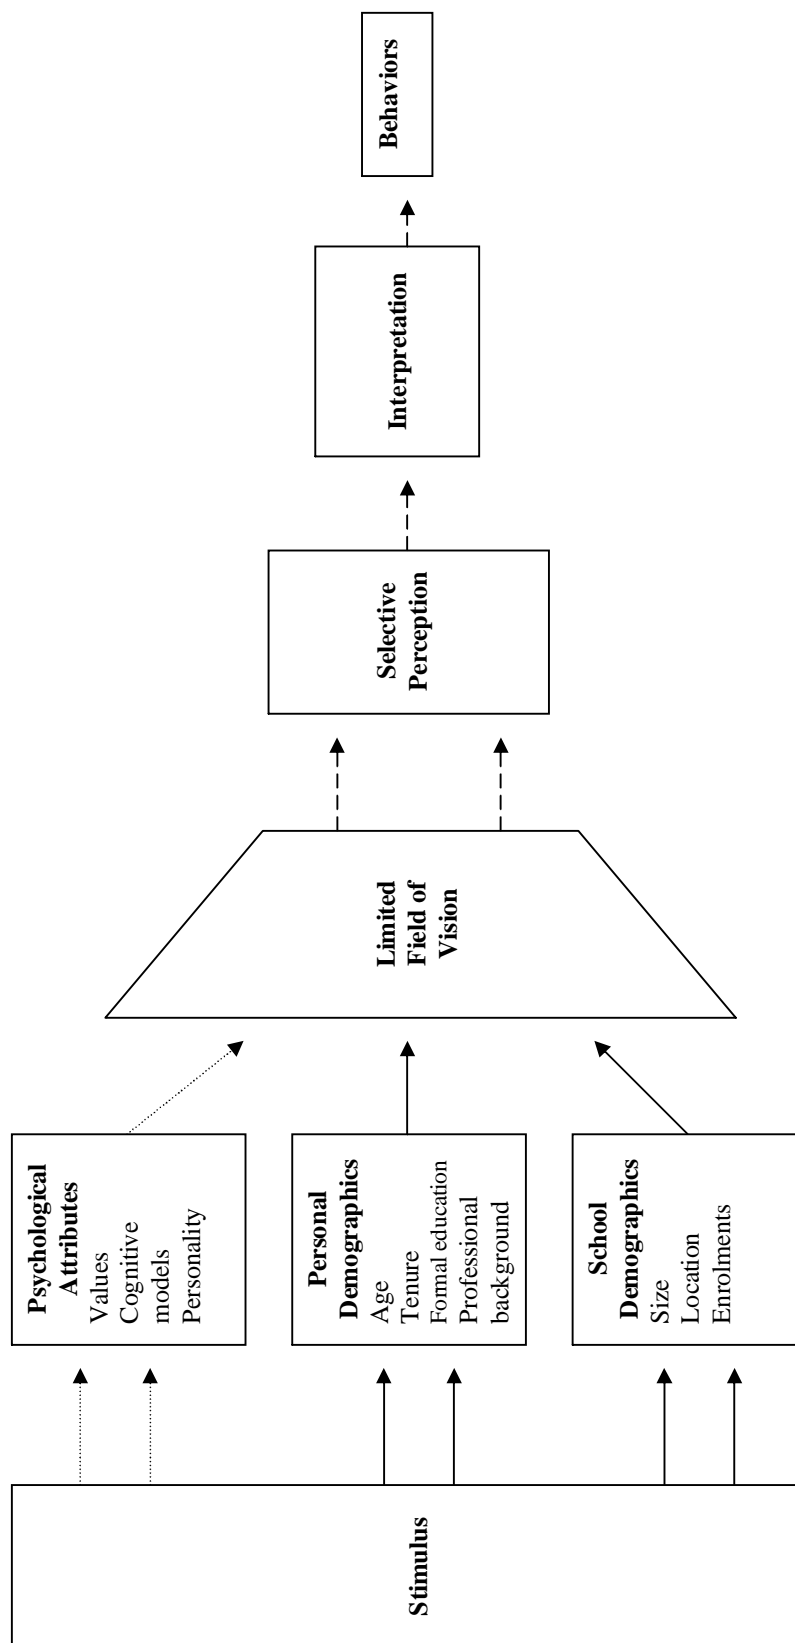 Stimulus
Psychological
Attributes
Values
Cognitive
models
Personality
Personal
Demographics
Age
Tenure
Formal education
Professional
background
School
Demographics
Size
Location
Enrolments
Limited
Field of
Vision
Selective
Perception
Interpretation
Behaviors